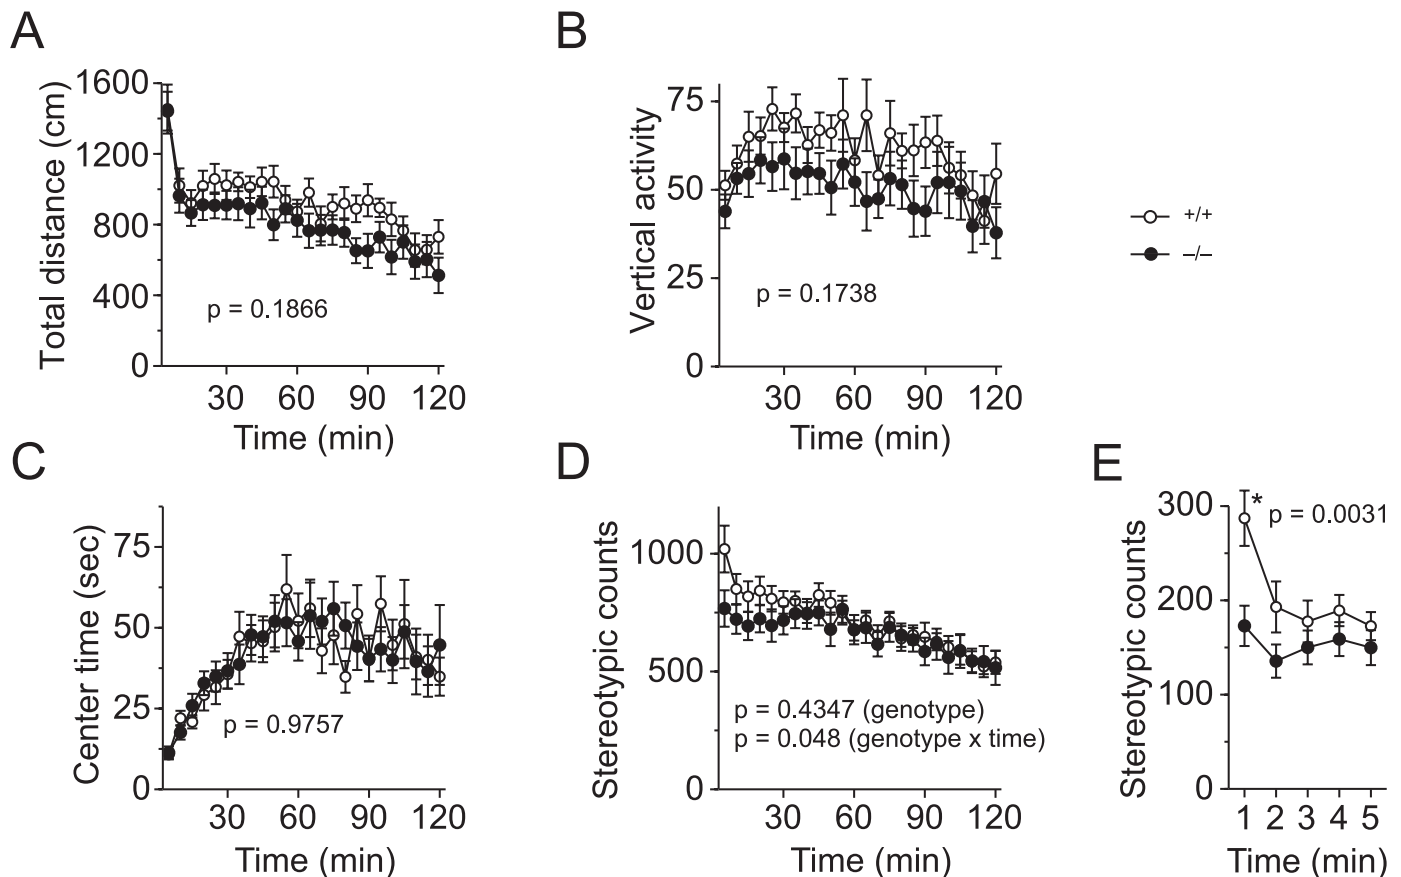 A
Total distance (cm)
1600
1200
800
400
0
p = 0.1866
30 60 90 120
Time (min)
B
Vertical activity
75
50
25
0
p = 0.1738
30 60 90 120
Time (min)
+/+
–/–
C
Center time (sec)
75
50
25
0
p = 0.9757
30 60 90 120
Time (min)
D
Stereotypic counts
1000
500
0
p = 0.4347 (genotype)
p = 0.048 (genotype x time)
30 60 90 120
Time (min)
E
Stereotypic counts
300
200
100
0
* p = 0.0031
1 2 3 4 5
Time (min)